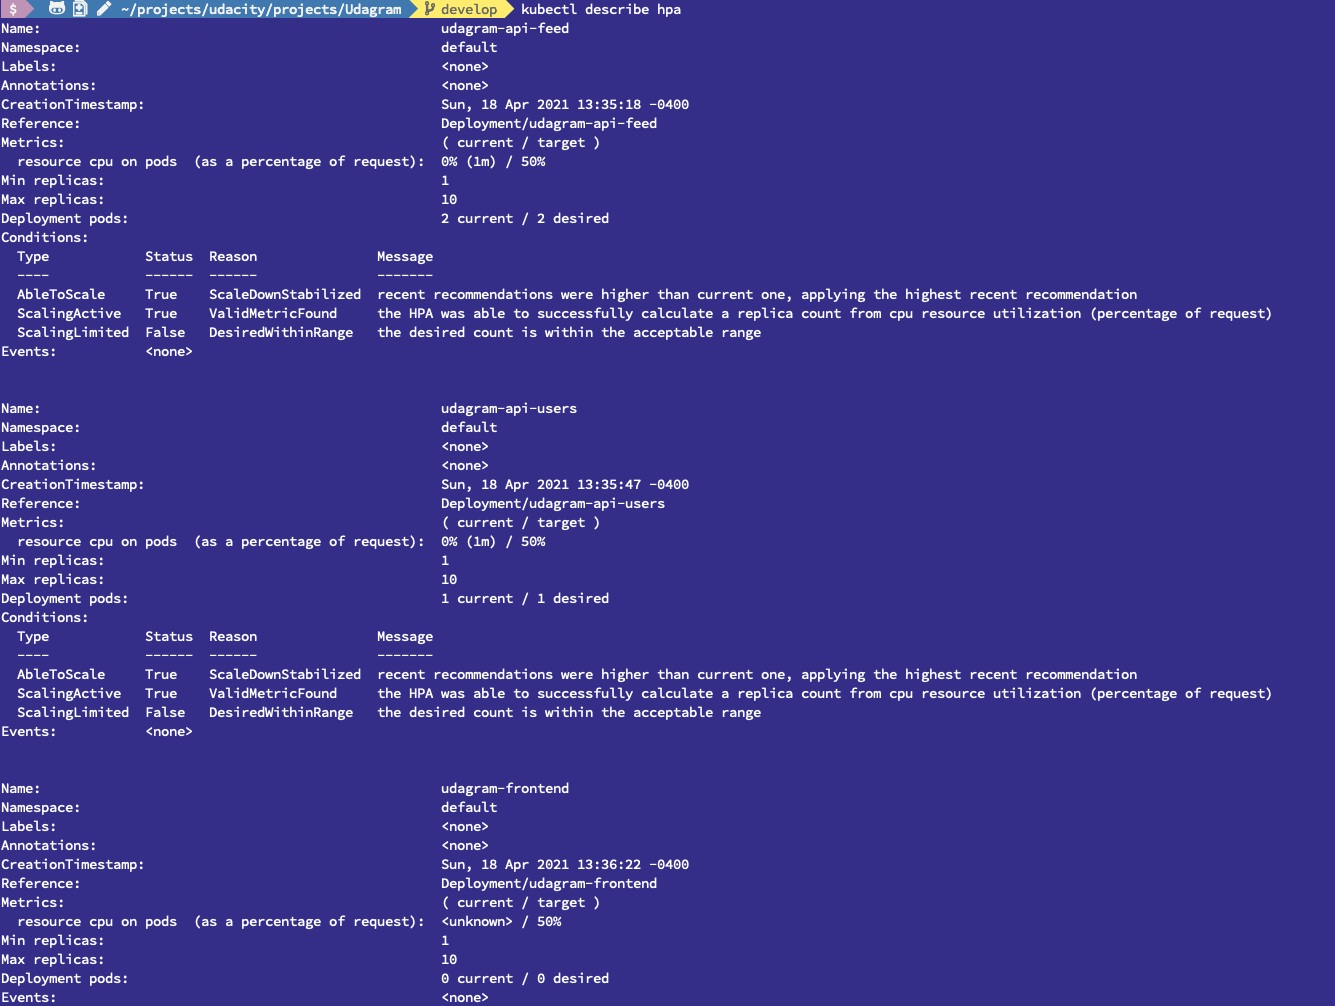 $ ~/projects/udacity/projects/Udagram develop kubectl describe hpa
Name: udagram-api-feed
Namespace: default
Labels: <none>
Annotations: <none>
CreationTimestamp: Sun, 18 Apr 2021 13:35:18 -0400
Reference: Deployment/udagram-api-feed
Metrics: ( current / target )
resource cpu on pods (as a percentage of request): 0% (1m) / 50%
Min replicas: 1
Max replicas: 10
Deployment pods: 2 current / 2 desired
Conditions:
Type Status Reason Message
---- ------ ------ -------
AbleToScale True ScaleDownStabilized recent recommendations were higher than current one, applying the highest recent recommendation
ScalingActive True ValidMetricFound the HPA was able to successfully calculate a replica count from cpu resource utilization (percentage of request)
ScalingLimited False DesiredWithinRange the desired count is within the acceptable range
Events: <none>
Name: udagram-api-users
Namespace: default
Labels: <none>
Annotations: <none>
CreationTimestamp: Sun, 18 Apr 2021 13:35:47 -0400
Reference: Deployment/udagram-api-users
Metrics: ( current / target )
resource cpu on pods (as a percentage of request): 0% (1m) / 50%
Min replicas: 1
Max replicas: 10
Deployment pods: 1 current / 1 desired
Conditions:
Type Status Reason Message
---- ------ ------ -------
AbleToScale True ScaleDownStabilized recent recommendations were higher than current one, applying the highest recent recommendation
ScalingActive True ValidMetricFound the HPA was able to successfully calculate a replica count from cpu resource utilization (percentage of request)
ScalingLimited False DesiredWithinRange the desired count is within the acceptable range
Events: <none>
Name: udagram-frontend
Namespace: default
Labels: <none>
Annotations: <none>
CreationTimestamp: Sun, 18 Apr 2021 13:36:22 -0400
Reference: Deployment/udagram-frontend
Metrics: ( current / target )
resource cpu on pods (as a percentage of request): <unknown> / 50%
Min replicas: 1
Max replicas: 10
Deployment pods: 0 current / 0 desired
Events: <none>